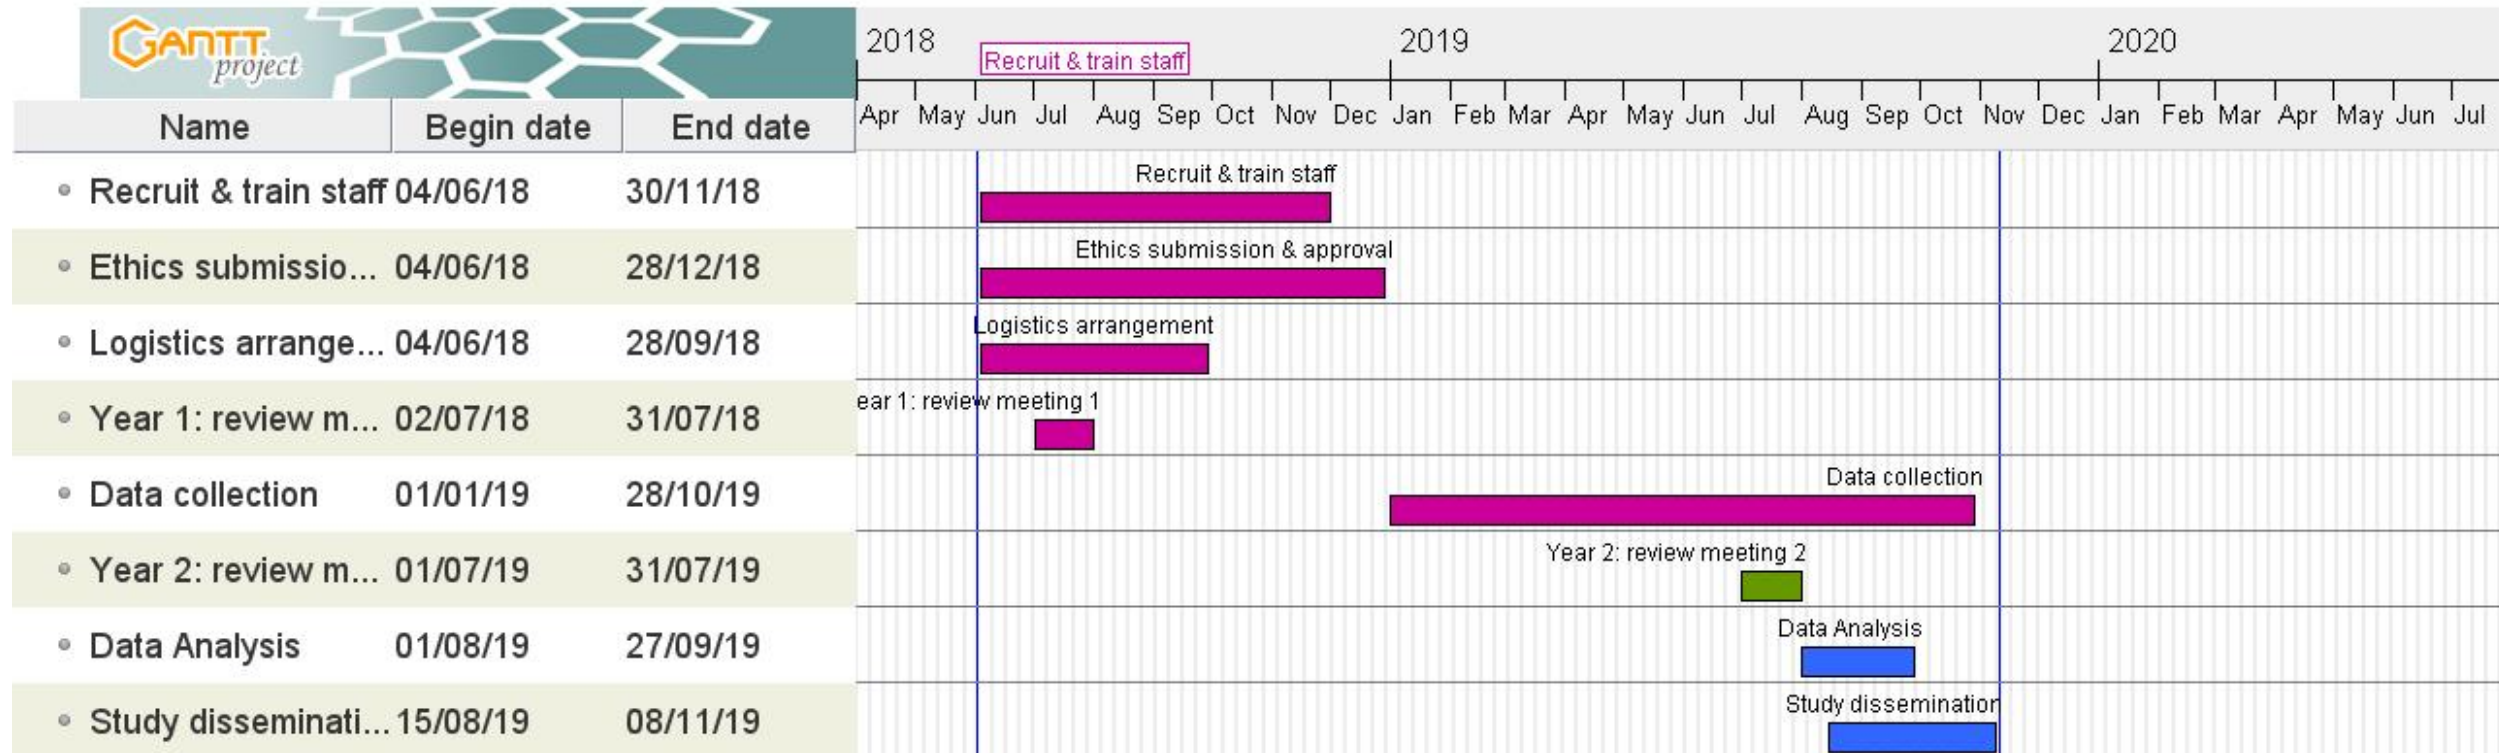 GANTT
project
2018 2019 2020
Recruit & train staff
Apr May Jun Jul Aug Sep Oct Nov Dec Jan Feb Mar Apr May Jun Jul Aug Sep Oct Nov Dec Jan Feb Mar Apr May Jun Jul
Name Begin date End date
Recruit & train staff 04/06/18 30/11/18
Recruit & train staff
Ethics submissio... 04/06/18 28/12/18
Ethics submission & approval
Logistics arrange... 04/06/18 28/09/18
Logistics arrangement
Year 1: review m... 02/07/18 31/07/18
ear 1: review meeting 1
Data collection 01/01/19 28/10/19
Data collection
Year 2: review m... 01/07/19 31/07/19
Year 2: review meeting 2
Data Analysis 01/08/19 27/09/19
Data Analysis
Study disseminati... 15/08/19 08/11/19
Study dissemination